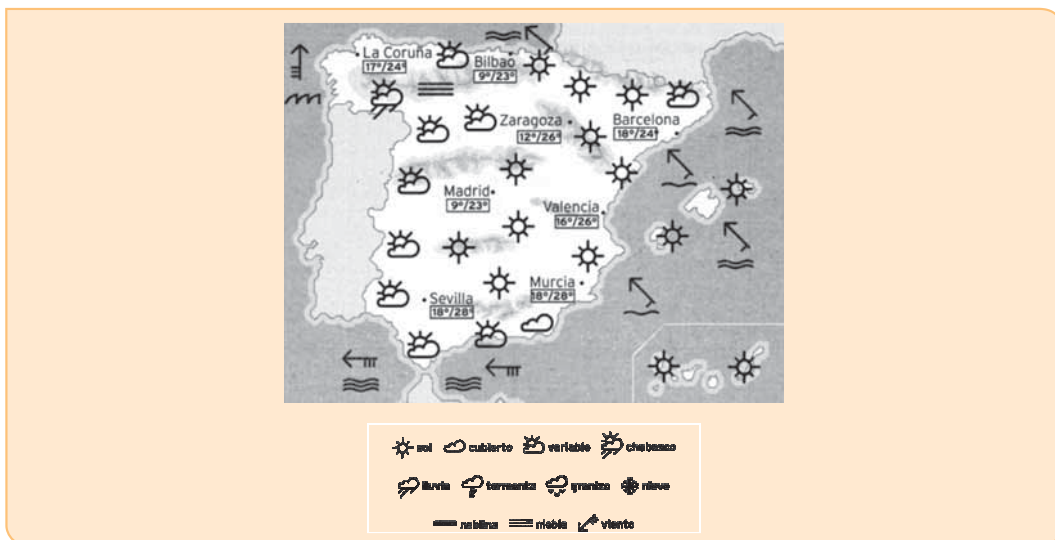 La Coruña
17°/24°
Bilbao
9°/23°
Zaragoza
12°/26°
Barcelona
18°/24°
Madrid
9°/23°
Valencia
16°/26°
Murcia
18°/28°
Sevilla
18°/28°
sol cubierto variable chubasco
lluvia tormenta granizo nieve
neblina niebla viento